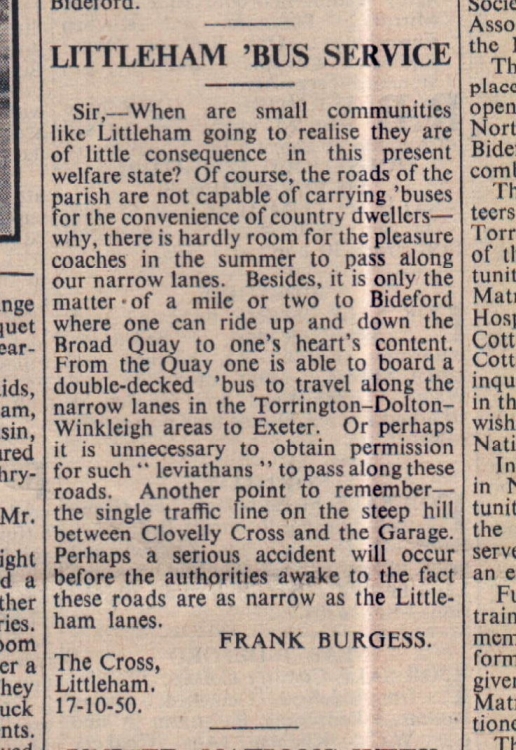 Bideford.
LITTLEHAM 'BUS SERVICE
Sir,—When are small communities
like Littleham going to realise they are
of little consequence in this present
welfare state? Of course, the roads of the
parish are not capable of carrying 'buses
for the convenience of country dwellers—
why, there is hardly room for the pleasure
coaches in the summer to pass along
our narrow lanes. Besides, it is only the
matter of a mile or two to Bideford
where one can ride up and down the
Broad Quay to one's heart's content.
From the Quay one is able to board a
double-decked 'bus to travel along the
narrow lanes in the Torrington–Dolton–
Winkleigh areas to Exeter. Or perhaps
it is unnecessary to obtain permission
for such " leviathans " to pass along these
roads. Another point to remember—
the single traffic line on the steep hill
between Clovelly Cross and the Garage.
Perhaps a serious accident will occur
before the authorities awake to the fact
these roads are as narrow as the Little-
ham lanes.
FRANK BURGESS.
The Cross,
Littleham.
17-10-50.